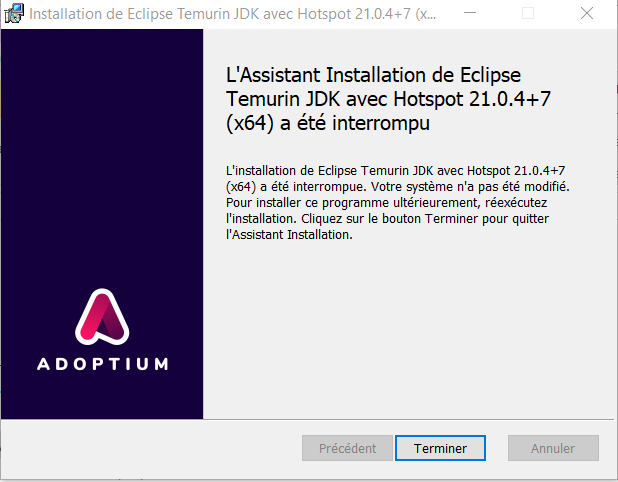 Installation de Eclipse Temurin JDK avec Hotspot 21.0.4+7 (x...
L'Assistant Installation de Eclipse
Temurin JDK avec Hotspot 21.0.4+7
(x64) a été interrompu
L'installation de Eclipse Temurin JDK avec Hotspot 21.0.4+7
(x64) a été interrompue. Votre système n'a pas été modifié.
Pour installer ce programme ultérieurement, réexécutez
l'installation. Cliquez sur le bouton Terminer pour quitter
l'Assistant Installation.
ADOPTIUM
Précédent
Terminer
Annuler